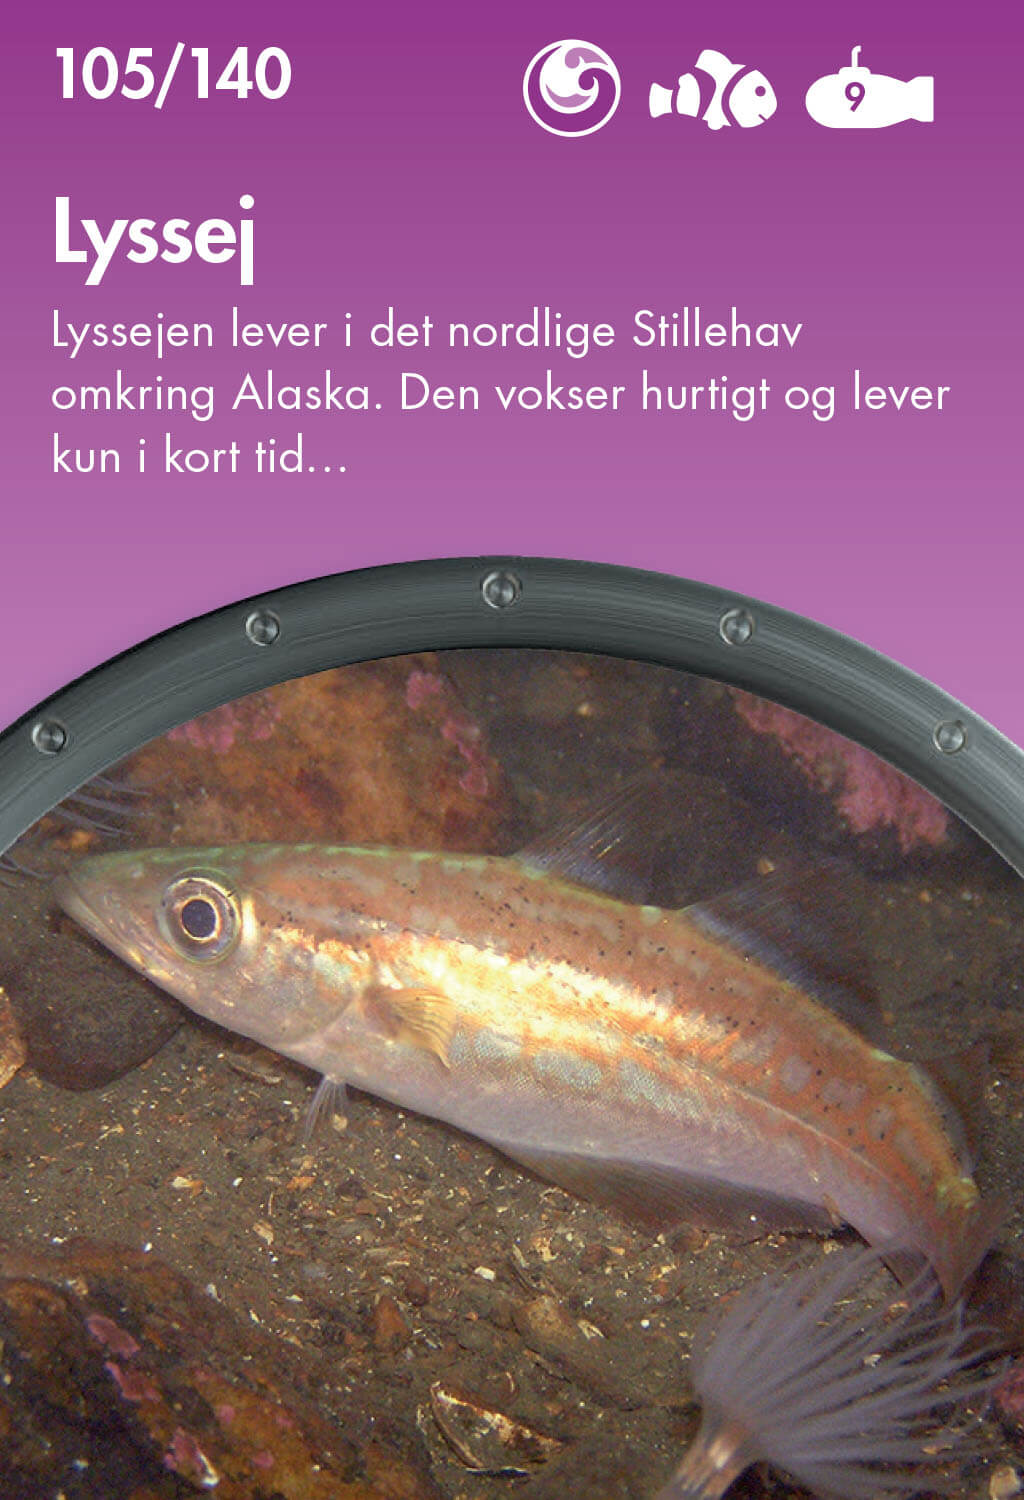 105/140
9
Lyssej
Lyssejen lever i det nordlige Stillehav
omkring Alaska. Den vokser hurtigt og lever
kun i kort tid...